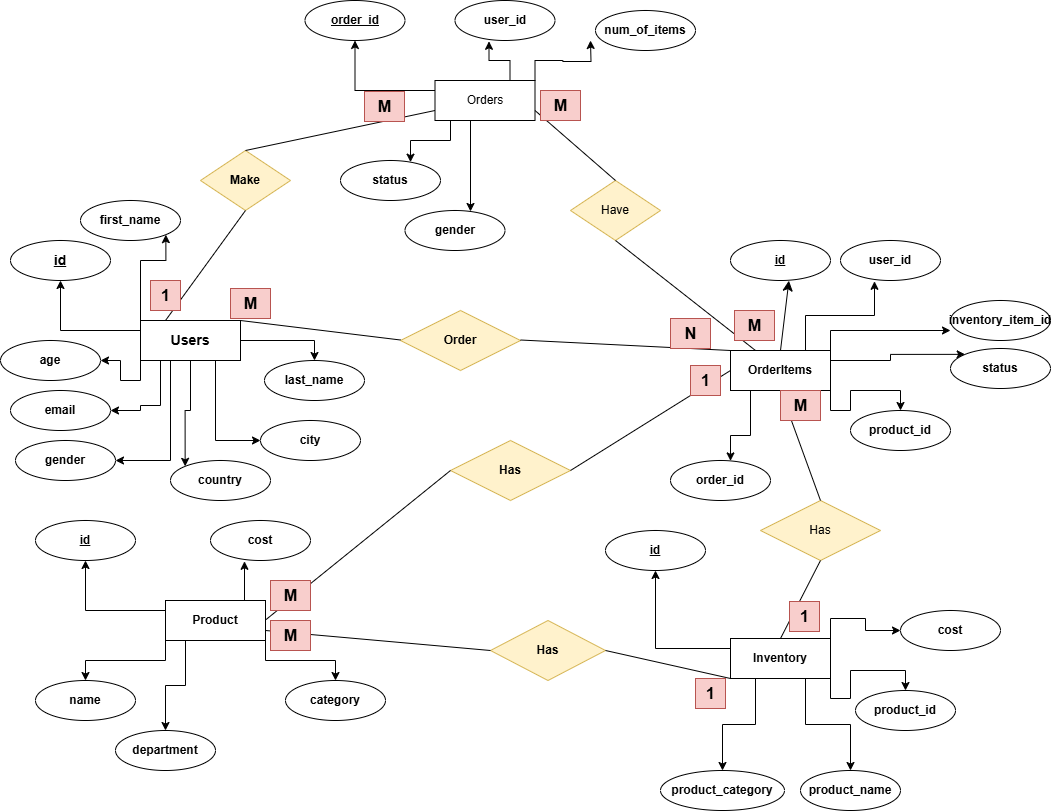 order_id
user_id
num_of_items
Orders
M
M
status
gender
Make
Have
first_name
id
1
M
Users
age
email
gender
country
city
last_name
Order
id
user_id
inventory_item_id
status
N
M
OrderItems
1
M
product_id
order_id
Has
Has
id
cost
Product
M
M
name
department
category
Has
id
1
Inventory
1
cost
product_id
product_category
product_name